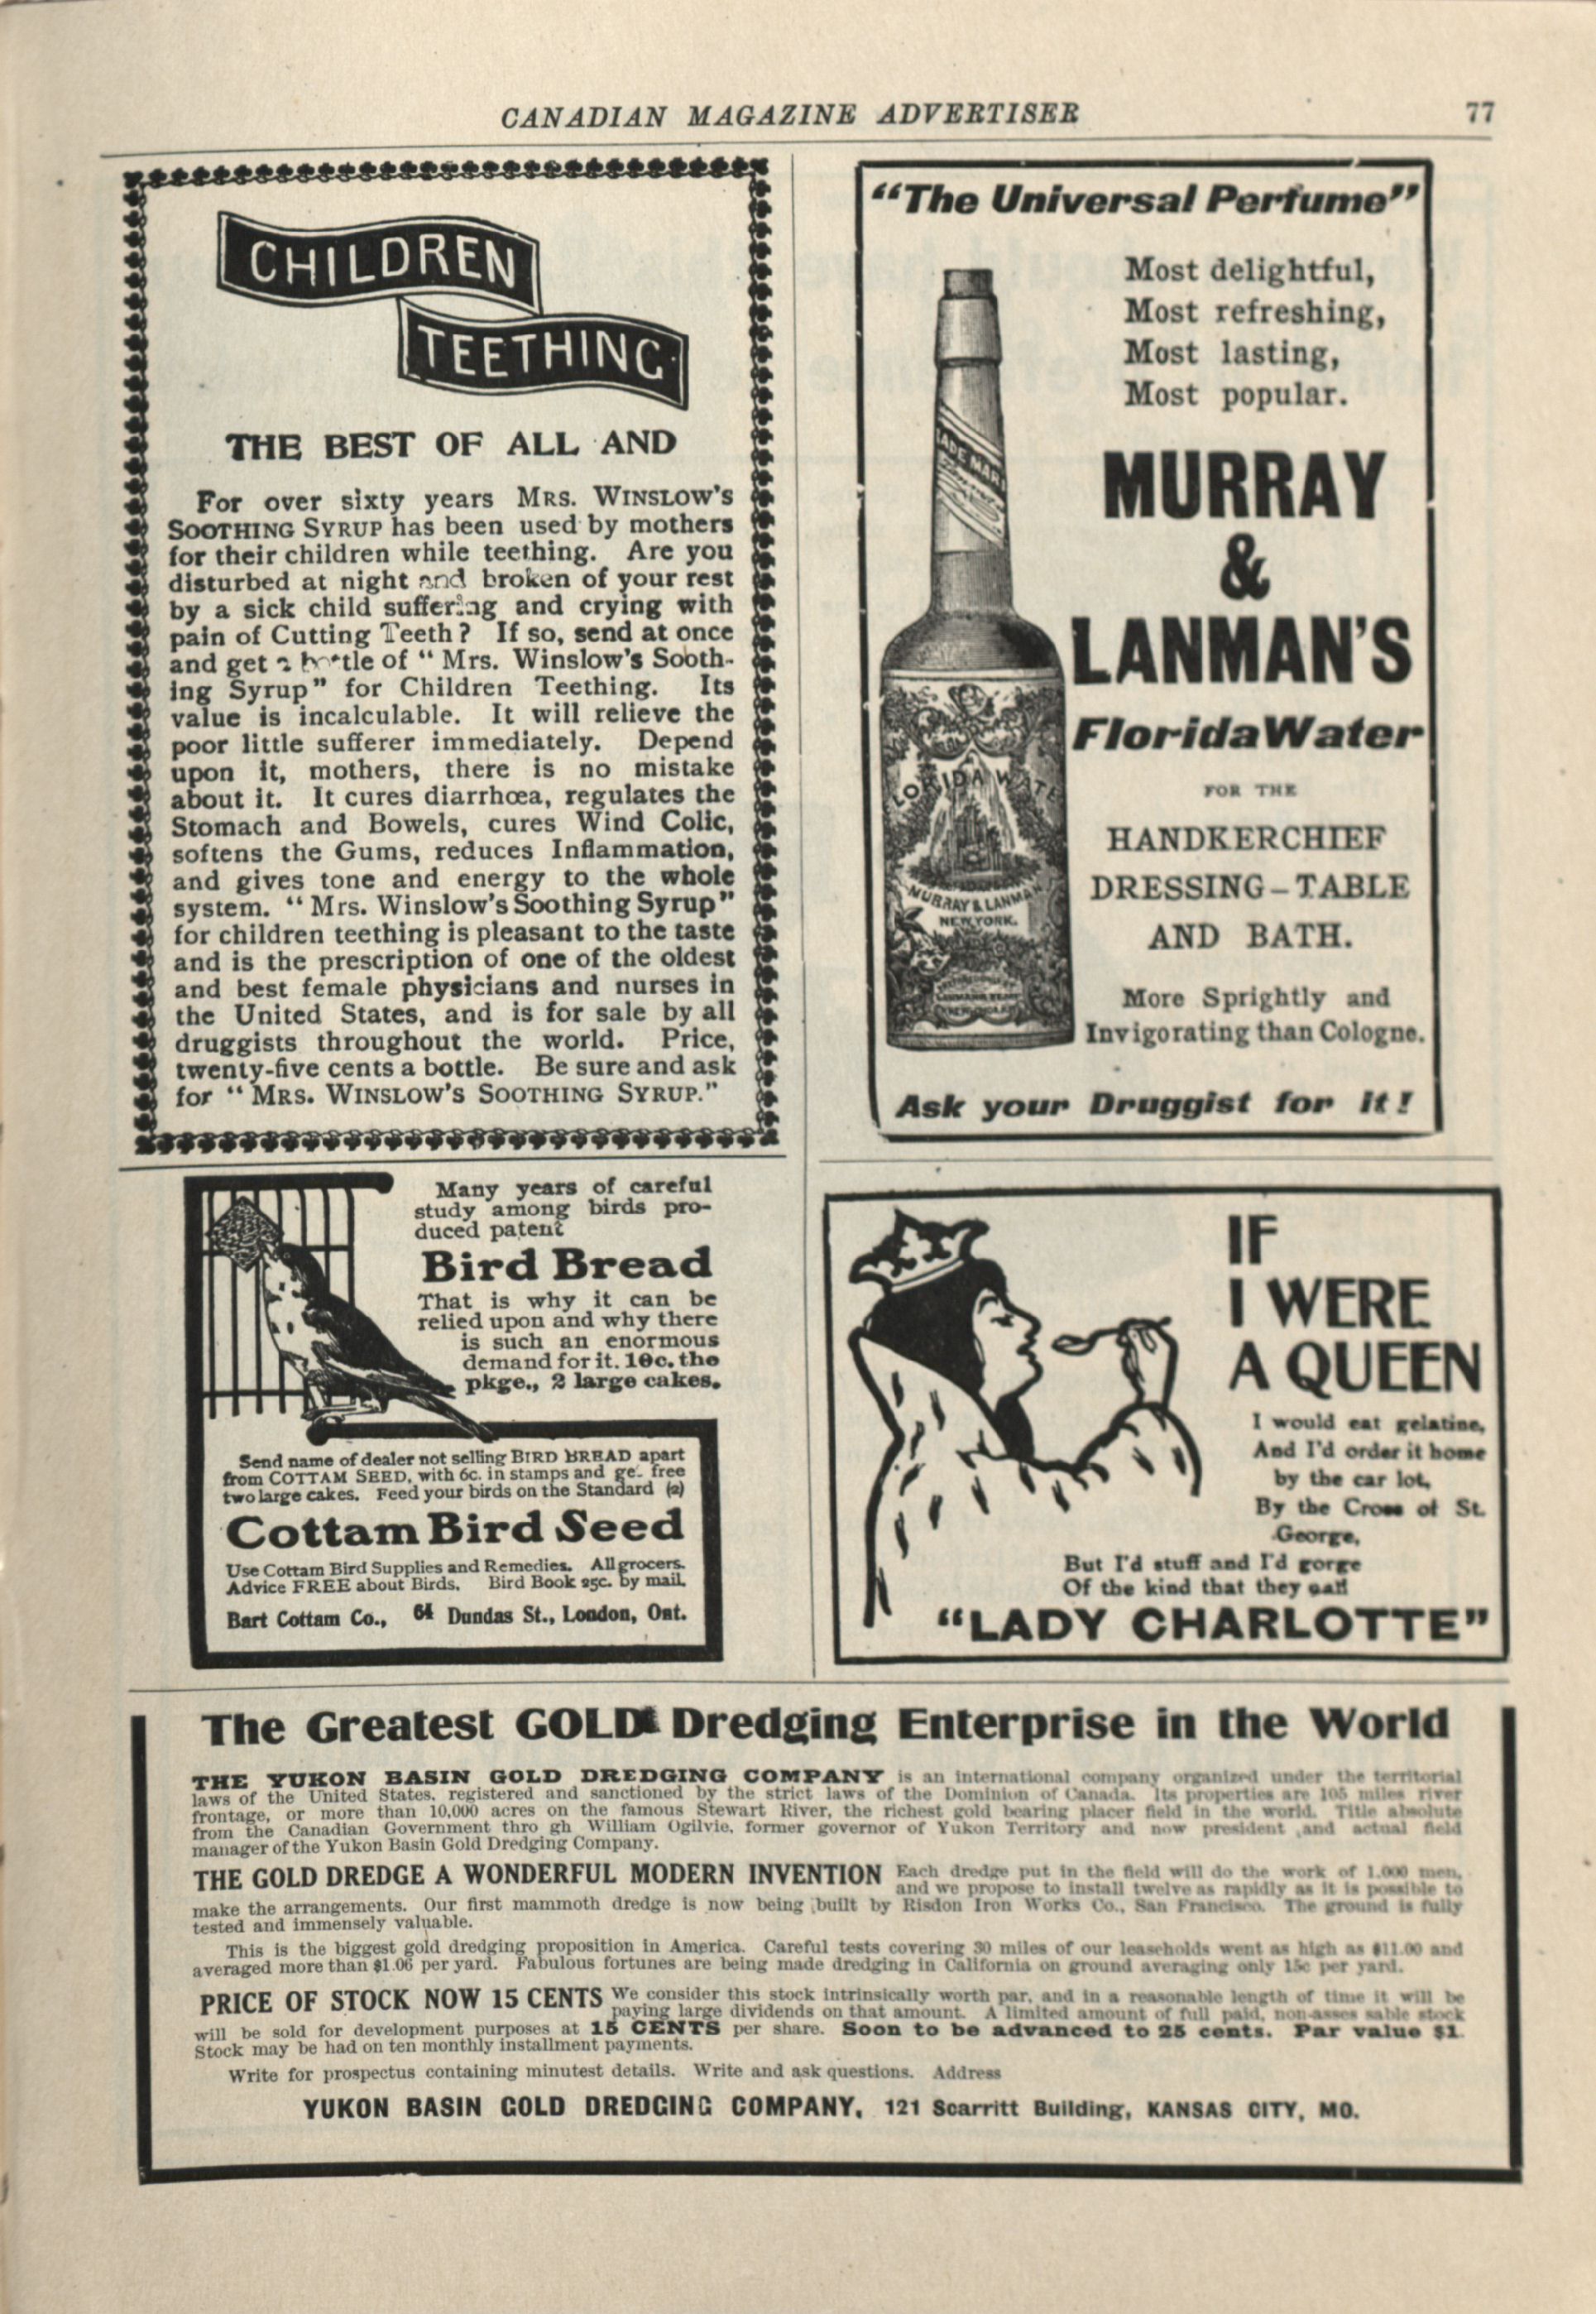 CANADIAN MAGAZINE ADVERTISER 77
CHILDREN
TEETHING
THE BEST OF ALL AND
For over sixty years MRS. WINSLOW'S
SOOTHING SYRUP has been used by mothers
for their children while teething. Are you
disturbed at night and broken of your rest
by a sick child suffering and crying with
pain of Cutting Teeth? If so, send at once
and get a bottle of "Mrs. Winslow's Sooth-
ing Syrup" for Children Teething. Its
value is incalculable. It will relieve the
poor little sufferer immediately. Depend
upon it, mothers, there is no mistake
about it. It cures diarrhœa, regulates the
Stomach and Bowels, cures Wind Colic,
softens the Gums, reduces Inflammation,
and gives tone and energy to the whole
system. "Mrs. Winslow's Soothing Syrup"
for children teething is pleasant to the taste
and is the prescription of one of the oldest
and best female physicians and nurses in
the United States, and is for sale by all
druggists throughout the world. Price,
twenty-five cents a bottle. Be sure and ask
for "MRS. WINSLOW'S SOOTHING SYRUP."
"The Universal Perfume"
Most delightful,
Most refreshing,
Most lasting,
Most popular.
MURRAY
&
LANMAN'S
Florida Water
FOR THE
HANDKERCHIEF
DRESSING-TABLE
AND BATH.
More Sprightly and
Invigorating than Cologne.
Ask your Druggist for it!
ADE MAR
LORIDA WATE
MURRAY & LANMAN
NEW YORK.
Many years of careful
study among birds pro-
duced patent
Bird Bread
That is why it can be
relied upon and why there
is such an enormous
demand for it. 10c. the
pkge., 2 large cakes.
Send name of dealer not selling BIRD BREAD apart
from COTTAM SEED, with 6c. in stamps and ge. free
two large cakes. Feed your birds on the Standard (2)
Cottam Bird Seed
Use Cottam Bird Supplies and Remedies. All grocers.
Advice FREE about Birds. Bird Book 25c. by mail.
Bart Cottam Co., 64 Dundas St., London, Ont.
IF
I WERE
A QUEEN
I would eat gelatine,
And I'd order it home
by the car lot,
By the Cross of St.
George,
But I'd stuff and I'd gorge
Of the kind that they call
"LADY CHARLOTTE"
The Greatest GOLD Dredging Enterprise in the World
THE YUKON BASIN GOLD DREDGING COMPANY is an international company organized under the territorial
laws of the United States, registered and sanctioned by the strict laws of the Dominion of Canada. Its properties are 105 miles river
frontage, or more than 10,000 acres on the famous Stewart River, the richest gold bearing placer field in the world. Title absolute
from the Canadian Government thro gh William Ogilvie, former governor of Yukon Territory and now president and actual field
manager of the Yukon Basin Gold Dredging Company.
THE GOLD DREDGE A WONDERFUL MODERN INVENTION Each dredge put in the field will do the work of 1,000 men,
and we propose to install twelve as rapidly as it is possible to
make the arrangements. Our first mammoth dredge is now being built by Risdon Iron Works Co., San Francisco. The ground is fully
tested and immensely valuable.
This is the biggest gold dredging proposition in America. Careful tests covering 30 miles of our leaseholds went as high as $11.00 and
averaged more than $1.06 per yard. Fabulous fortunes are being made dredging in California on ground averaging only 15c per yard.
PRICE OF STOCK NOW 15 CENTS We consider this stock intrinsically worth par, and in a reasonable length of time it will be
paying large dividends on that amount. A limited amount of full paid, non-asses sable stock
will be sold for development purposes at 15 CENTS per share. Soon to be advanced to 25 cents. Par value $1.
Stock may be had on ten monthly installment payments.
Write for prospectus containing minutest details. Write and ask questions. Address
YUKON BASIN GOLD DREDGING COMPANY, 121 Scarritt Building, KANSAS CITY, MO.